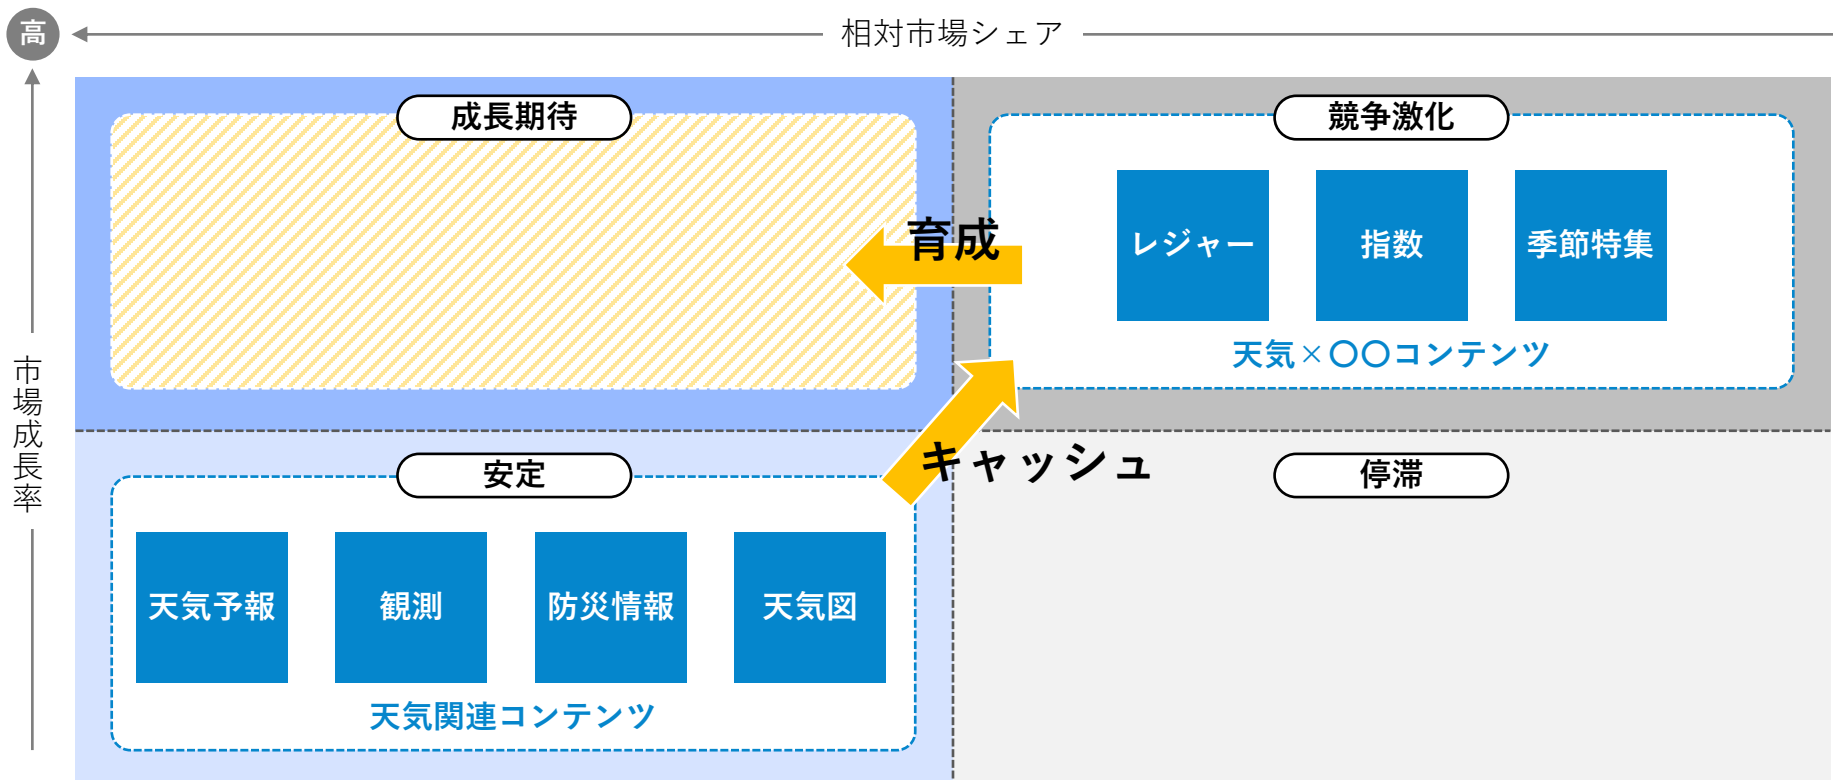 高
相対市場シェア
成長期待
競争激化
育成
レジャー
指数
季節特集
天気×〇〇コンテンツ
市場成長率
キャッシュ
安定
停滞
天気予報
観測
防災情報
天気図
天気関連コンテンツ